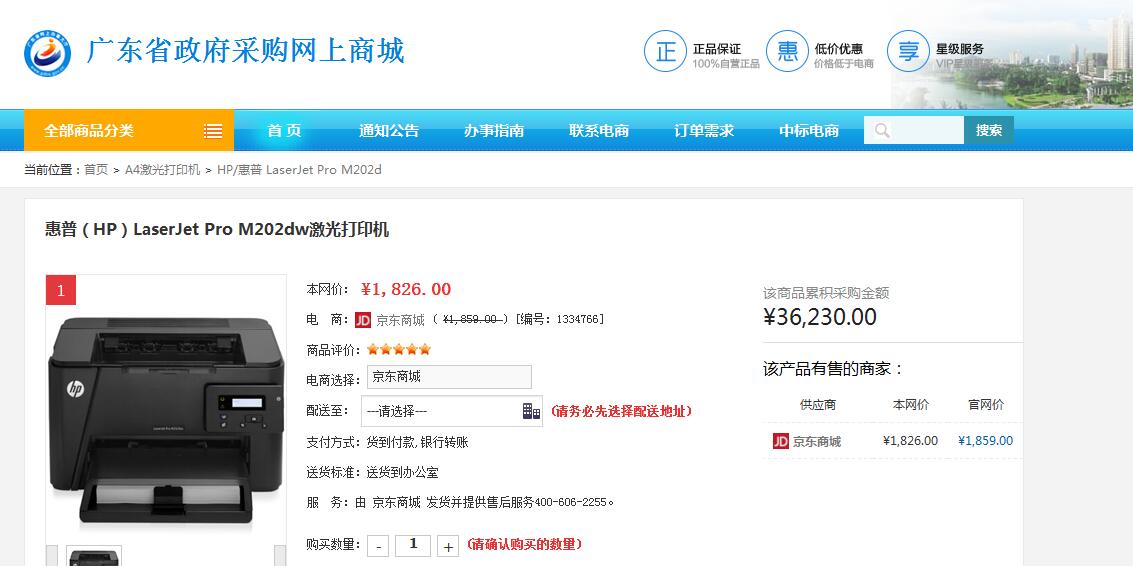 广东省政府采购网上商城
正 正品保证 100%自营正品
惠 低价优惠 价格低于电商
享 星级服务 VIP星级服务
全部商品分类 首 页 通知公告 办事指南 联系电商 订单需求 中标电商 搜索
当前位置：首页 > A4激光打印机 > HP/惠普 LaserJet Pro M202d
惠普（HP）LaserJet Pro M202dw激光打印机
1
hp
本网价： ¥1,826.00
电 商： JD 京东商城 （ ¥1,859.00 ）[编号：1334766]
商品评价：
电商选择： 京东商城
配送至： ---请选择--- （请务必先选择配送地址）
支付方式：货到付款,银行转账
送货标准：送货到办公室
服 务：由 京东商城 发货并提供售后服务400-606-2255。
购买数量： - 1 + （请确认购买的数量）
该商品累积采购金额
¥36,230.00
该产品有售的商家：
供应商 本网价 官网价
JD 京东商城 ¥1,826.00 ¥1,859.00